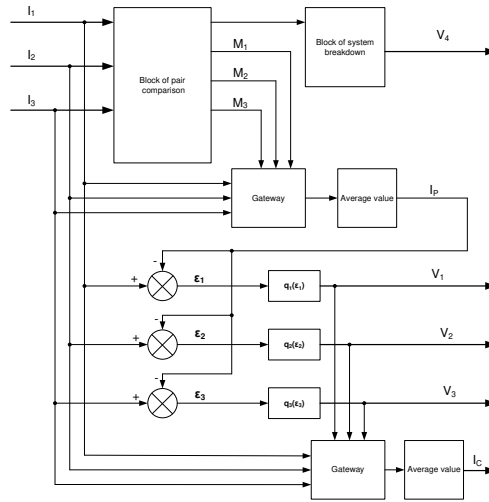 I1
I2
I3
Block of pair comparison
M1
M2
M3
Block of system breakdown
V4
Gateway
Average value
IP
-
+
ε1
q1(ε1)
V1
-
+
ε2
q2(ε2)
V2
-
+
ε3
q3(ε3)
V3
Gateway
Average value
IC